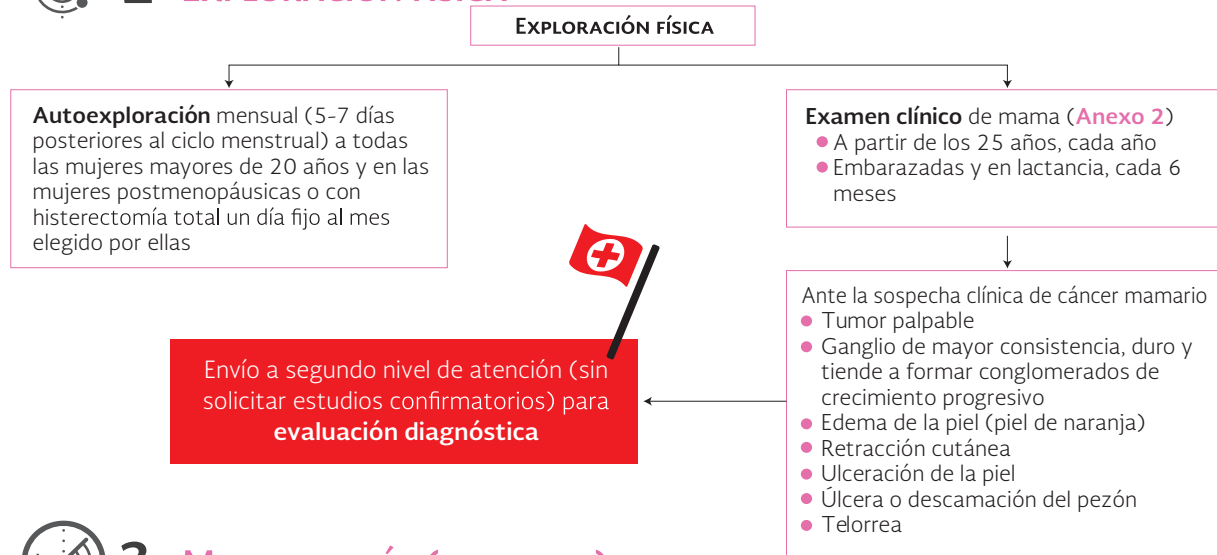 EXPLORACIÓN FÍSICA
Autoexploración mensual (5-7 días
posteriores al ciclo menstrual) a todas
las mujeres mayores de 20 años y en las
mujeres postmenopáusicas o con
histerectomía total un día fijo al mes
elegido por ellas
Examen clínico de mama (Anexo 2)
A partir de los 25 años, cada año
Embarazadas y en lactancia, cada 6
meses
Ante la sospecha clínica de cáncer mamario
Tumor palpable
Ganglio de mayor consistencia, duro y
tiende a formar conglomerados de
crecimiento progresivo
Edema de la piel (piel de naranja)
Retracción cutánea
Ulceración de la piel
Úlcera o descamación del pezón
Telorrea
Envío a segundo nivel de atención (sin
solicitar estudios confirmatorios) para
evaluación diagnóstica